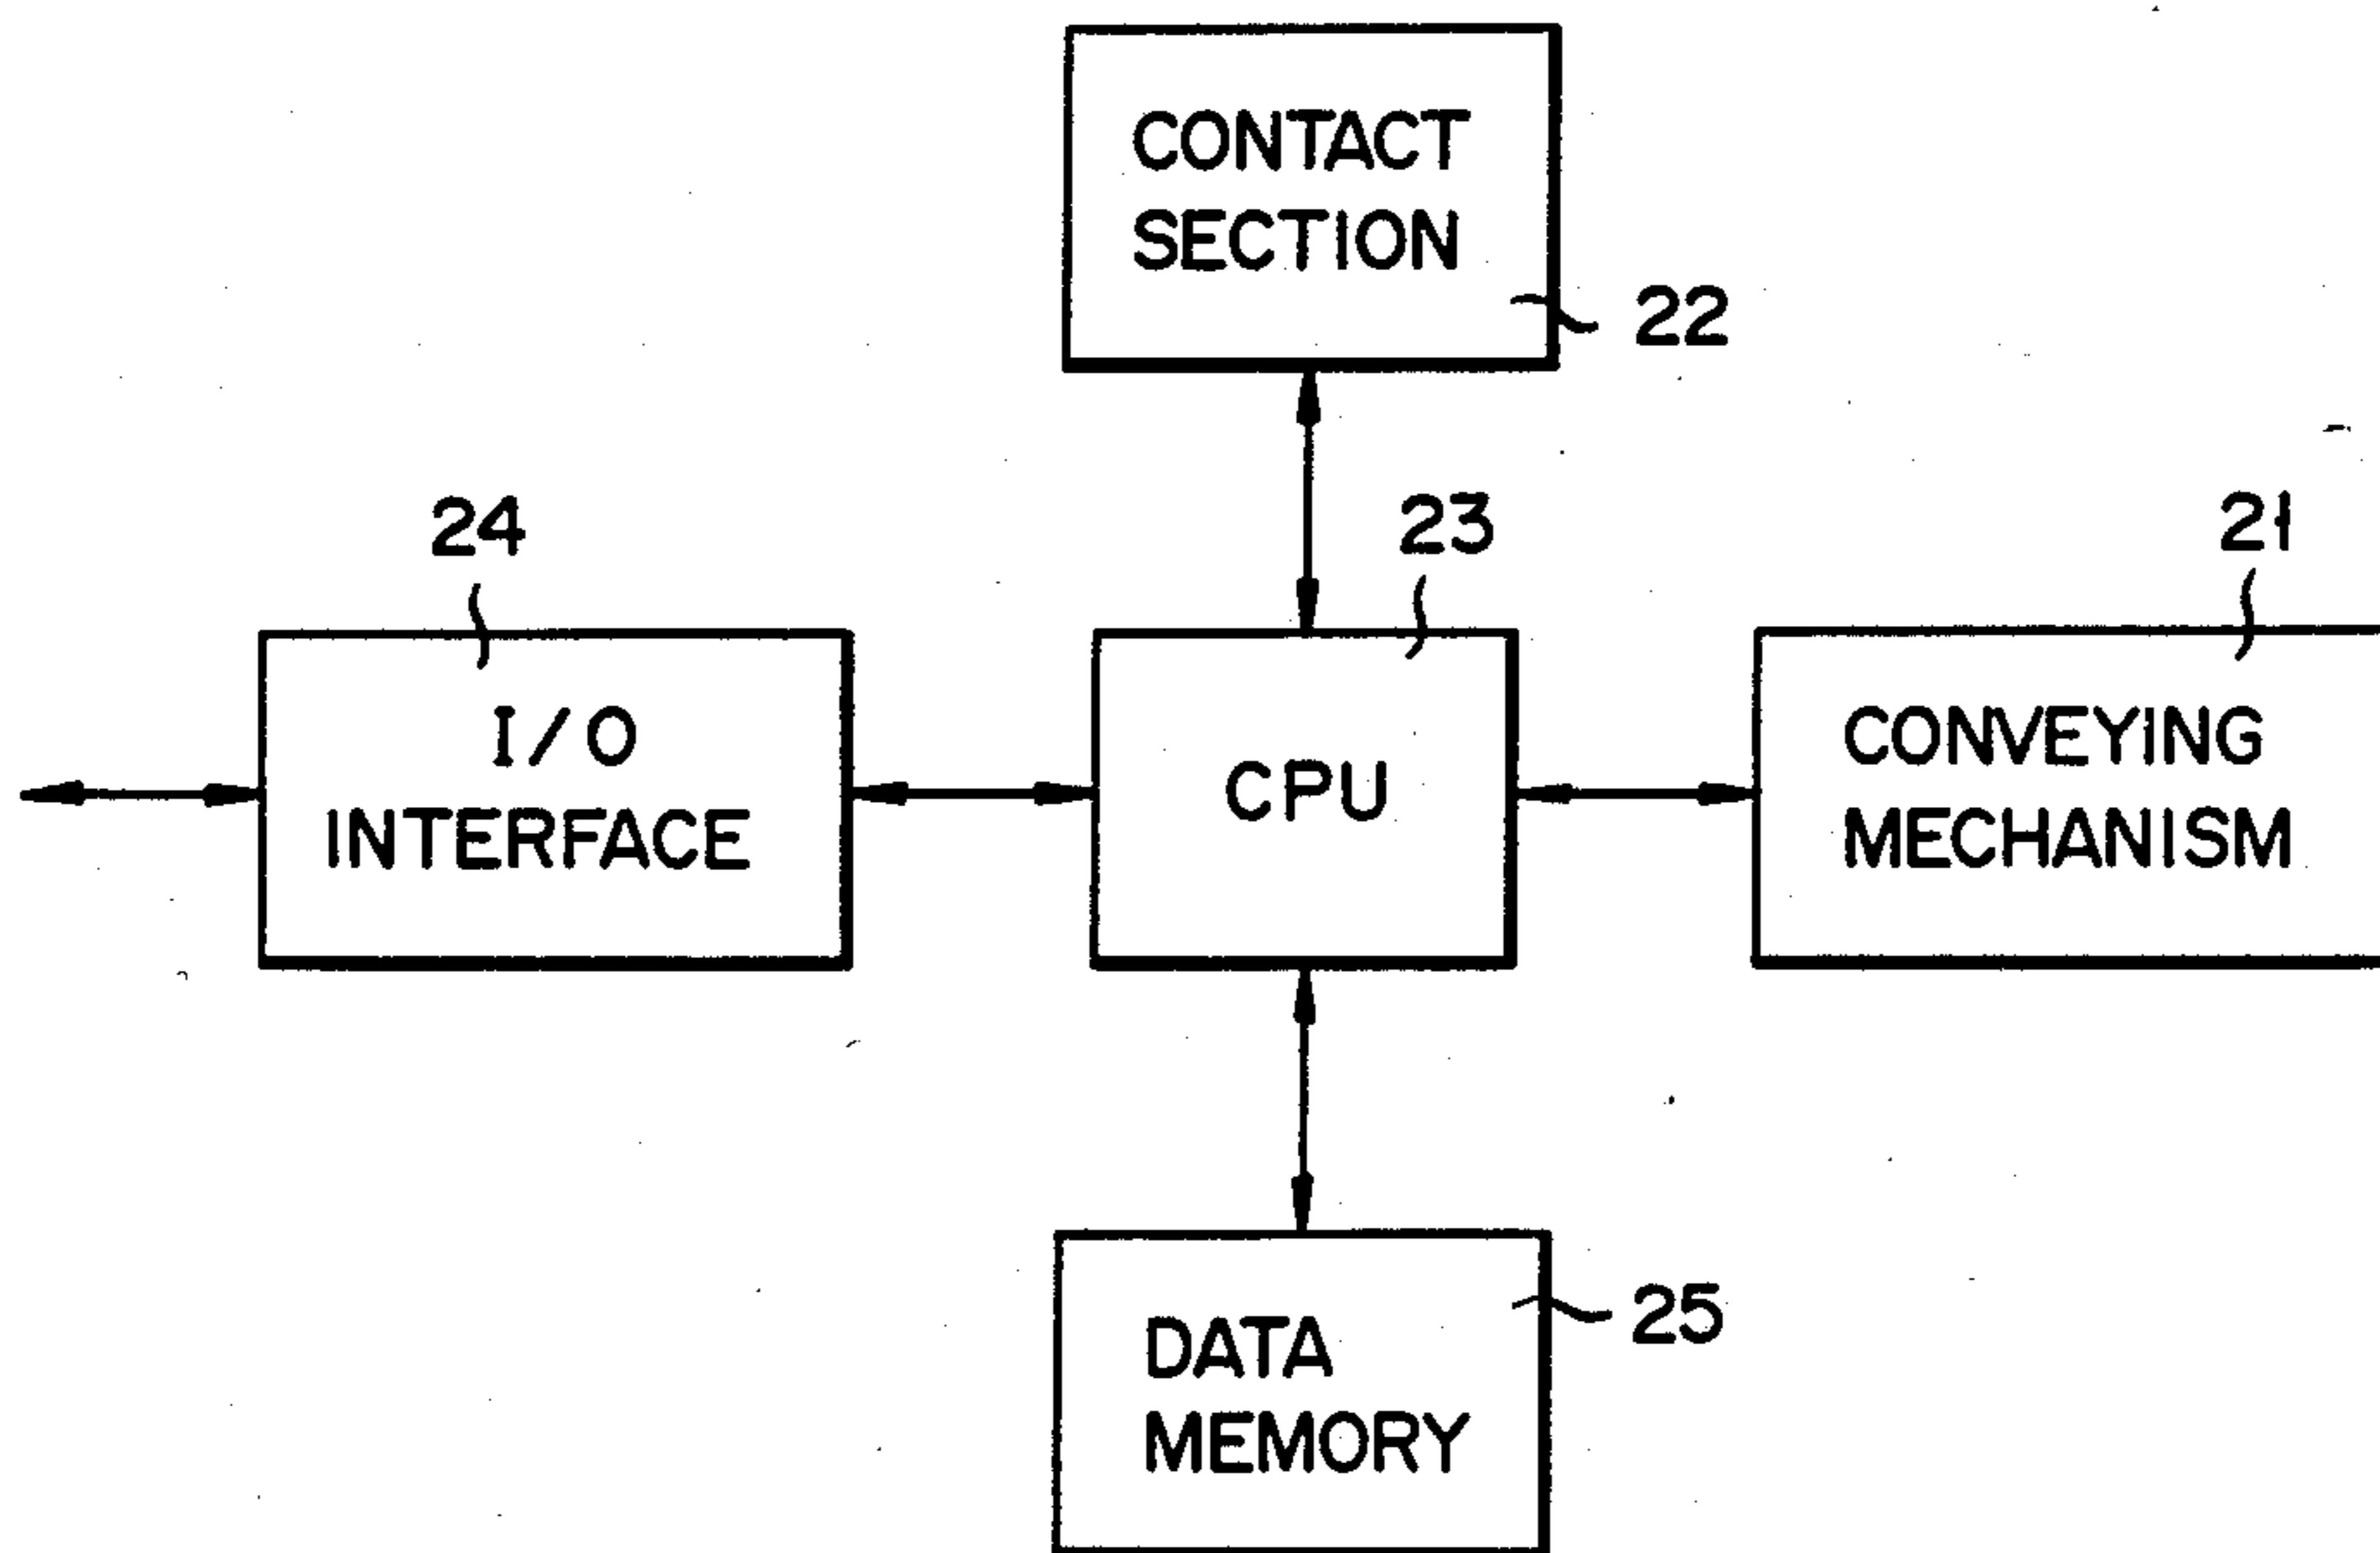 CONTACT
SECTION
22
24
23
21
I/O
INTERFACE
CPU
CONVEYING
MECHANISM
DATA
MEMORY
25